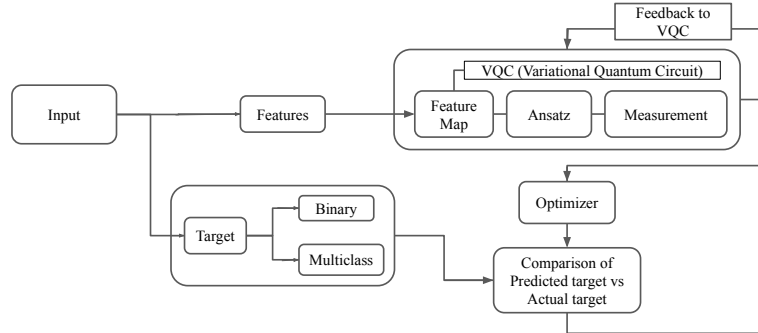 Feedback to
VQC
VQC (Variational Quantum Circuit)
Input
Features
Feature
Map
Ansatz
Measurement
Target
Binary
Multiclass
Optimizer
Comparison of
Predicted target vs
Actual target